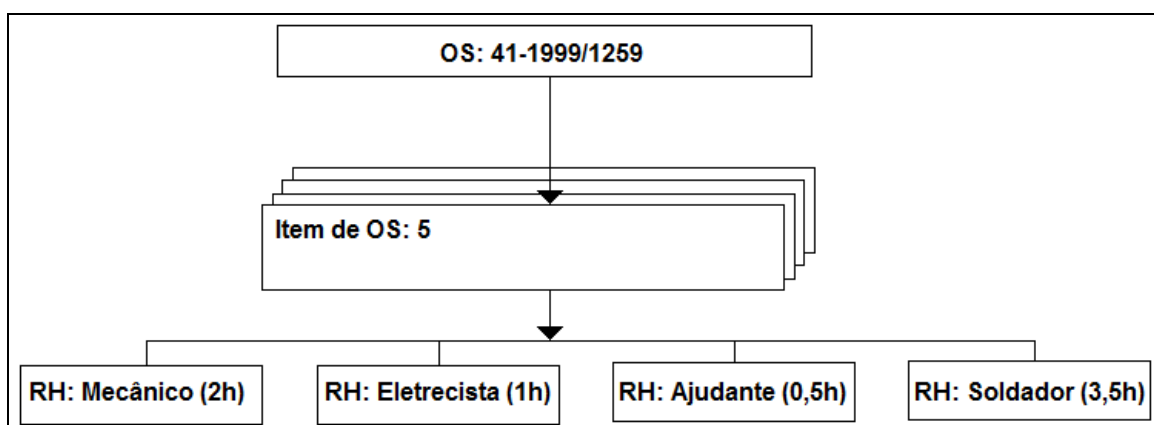 OS: 41-1999/1259
Item de OS: 5
RH: Mecânico (2h)
RH: Eletrecista (1h)
RH: Ajudante (0,5h)
RH: Soldador (3,5h)